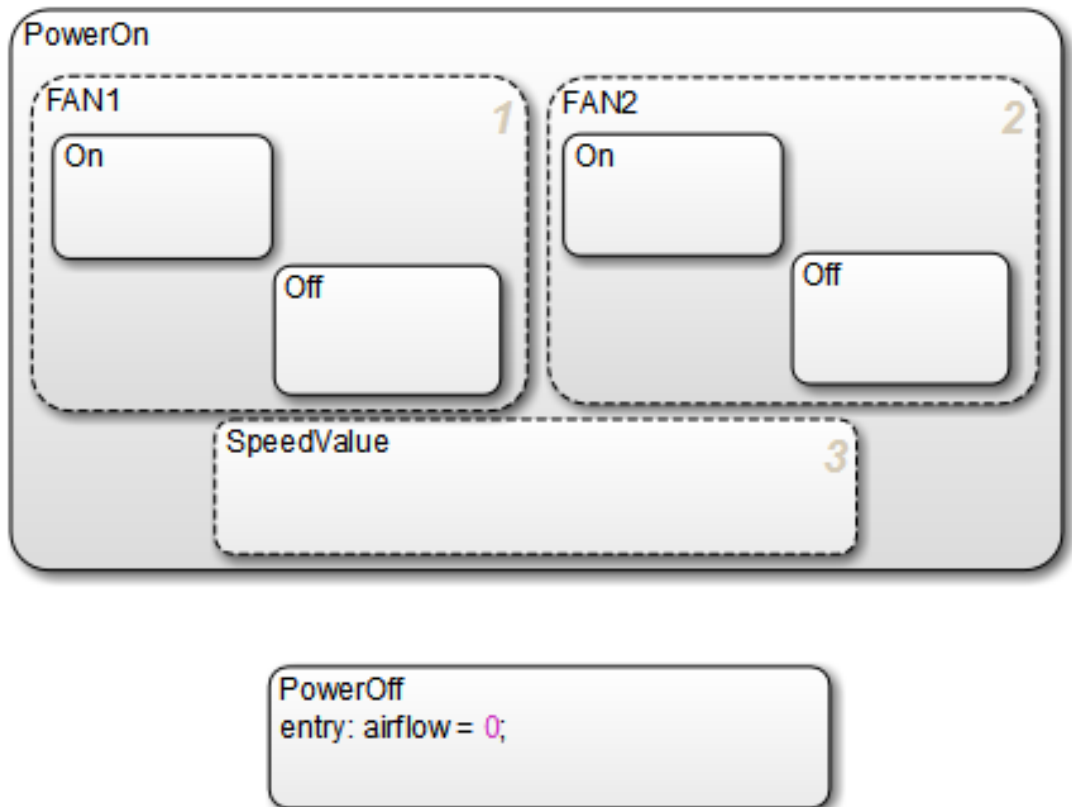 PowerOn
FAN1
1
On
Off
FAN2
2
On
Off
SpeedValue
3
PowerOff
entry: airflow = 0;